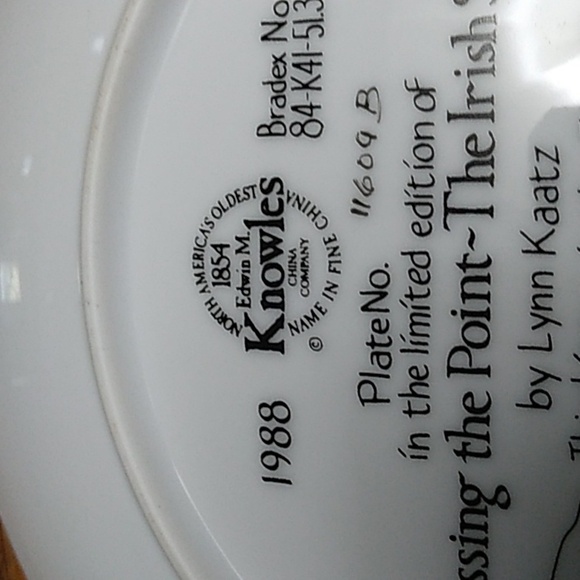 1988
NORTH AMERICA'S OLDEST
1854
Edwin M.
Knowles
CHINA
COMPANY
NAME IN FINE CHINA
©
Bradex No
84-K41-51.3
Plate No. 11609 B
in the limited edition of
ssing the Point~The Irish
by Lynn Kaatz